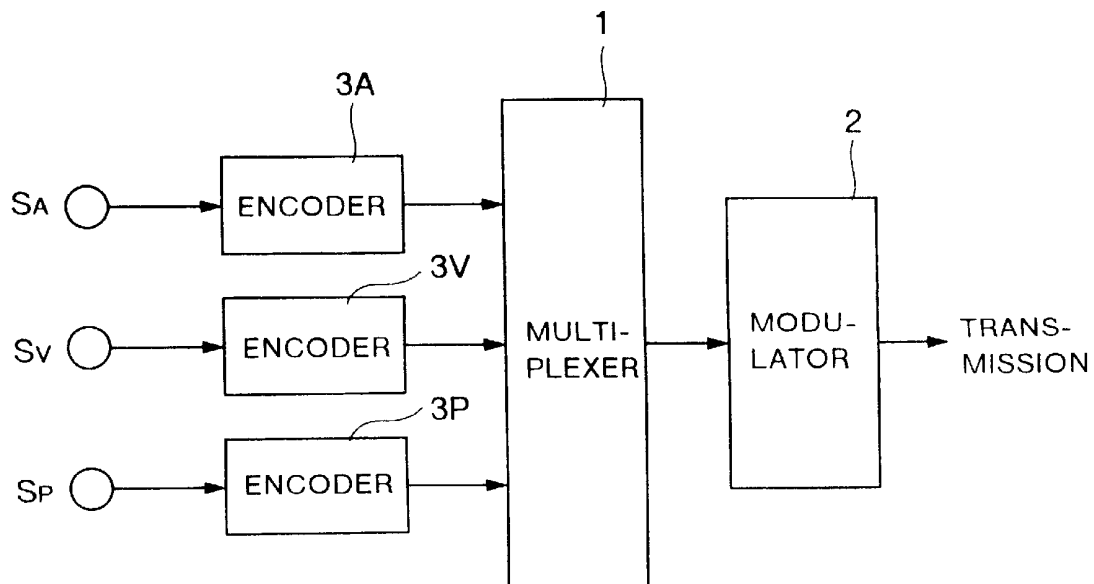 1
3A
2
SA
ENCODER
3V
SV
ENCODER
MULTI-
PLEXER
MODU-
LATOR
TRANS-
MISSION
3P
SP
ENCODER